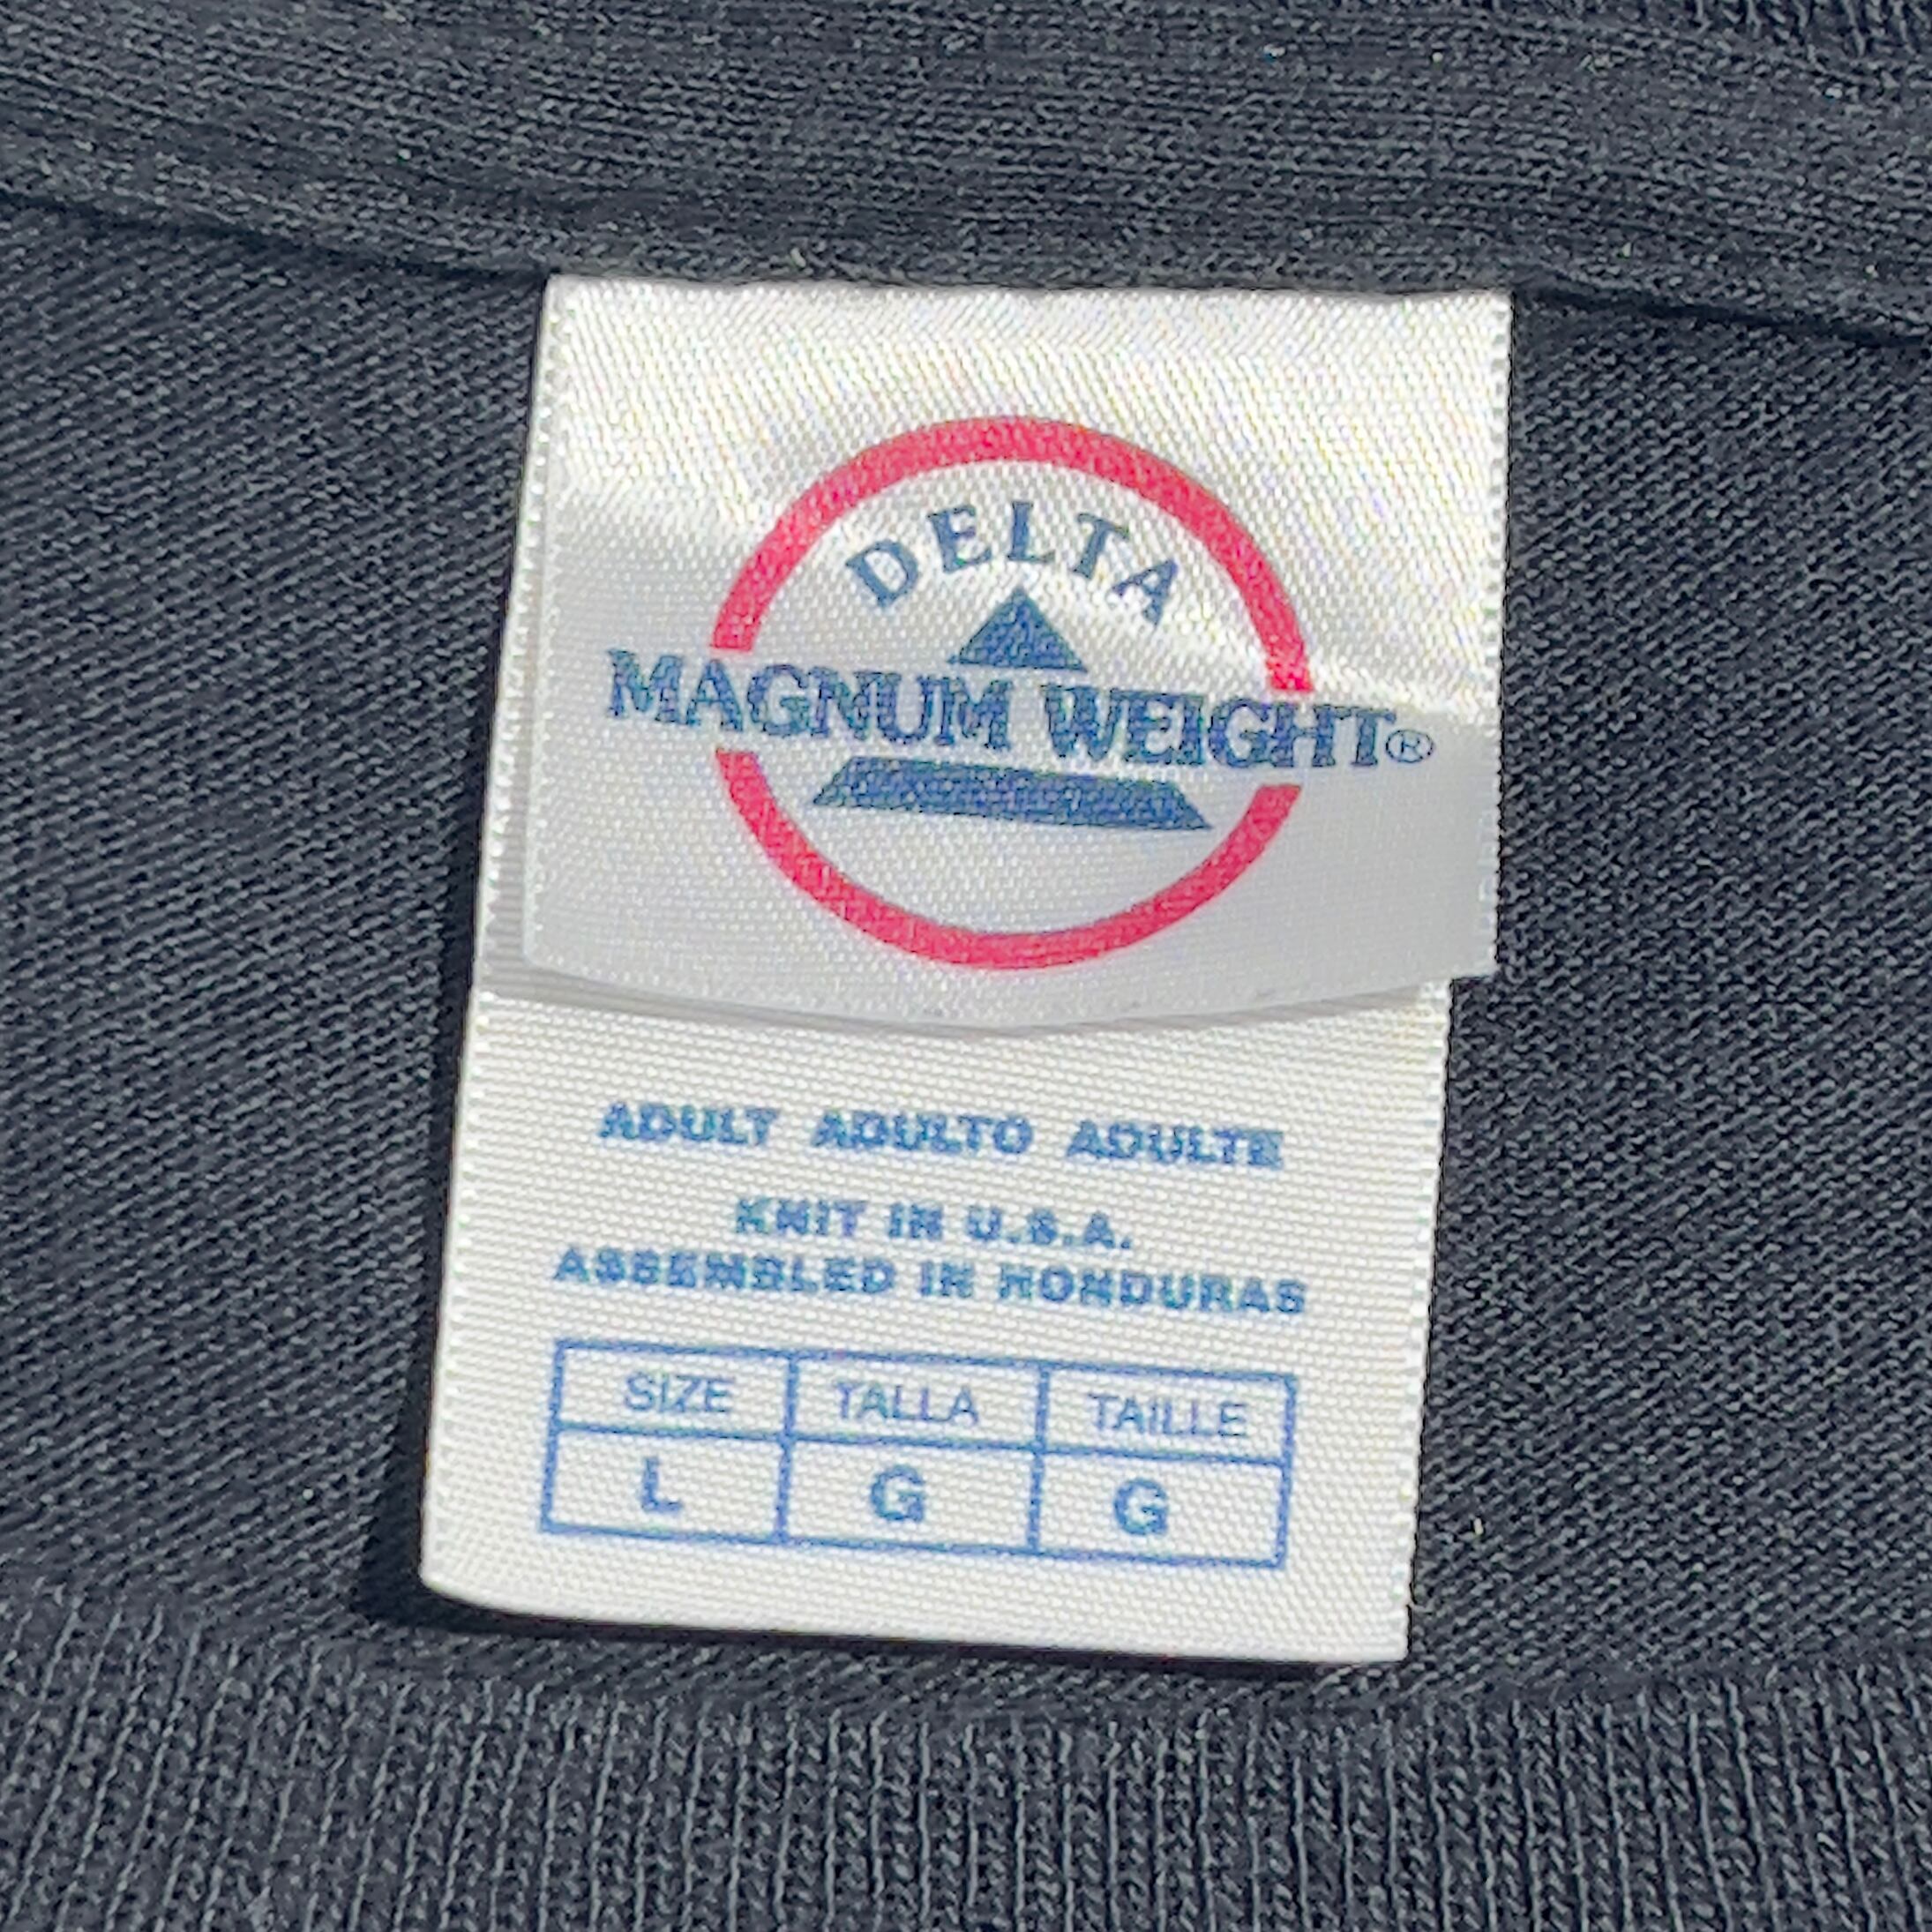 DELTA
MAGNUM WEIGHT®
ADULT ADULTO ADULTE
KNIT IN U.S.A.
ASSEMBLED IN HONDURAS
SIZE TALLA TAILLE
L G G